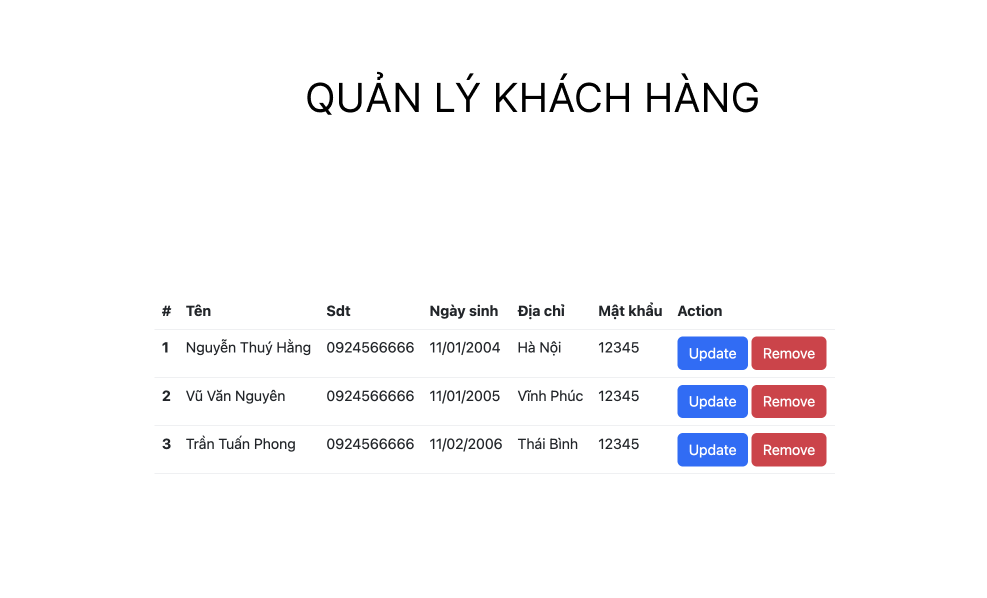 QUẢN LÝ KHÁCH HÀNG
# Tên Sdt Ngày sinh Địa chỉ Mật khẩu Action
1 Nguyễn Thuý Hằng 0924566666 11/01/2004 Hà Nội 12345 Update Remove
2 Vũ Văn Nguyên 0924566666 11/01/2005 Vĩnh Phúc 12345 Update Remove
3 Trần Tuấn Phong 0924566666 11/02/2006 Thái Bình 12345 Update Remove